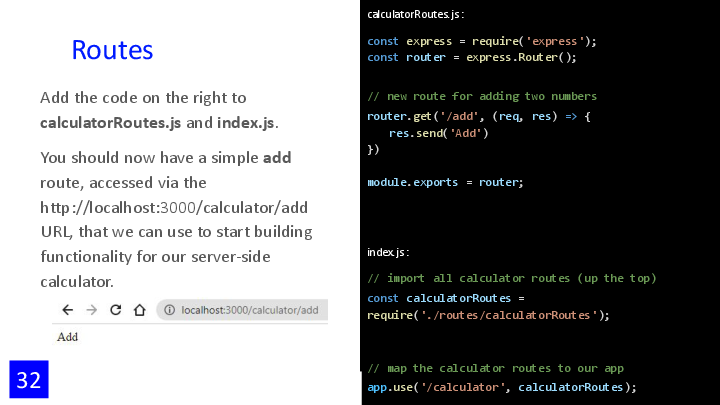 Routes
Add the code on the right to
calculatorRoutes.js and index.js.
You should now have a simple add
route, accessed via the
http://localhost:3000/calculator/add
URL, that we can use to start building
functionality for our server-side
calculator.
localhost:3000/calculator/add
Add
32
calculatorRoutes.js:
const express = require('express');
const router = express.Router();
// new route for adding two numbers
router.get('/add', (req, res) => {
res.send('Add')
})
module.exports = router;
index.js:
// import all calculator routes (up the top)
const calculatorRoutes =
require('./routes/calculatorRoutes');
// map the calculator routes to our app
app.use('/calculator', calculatorRoutes);